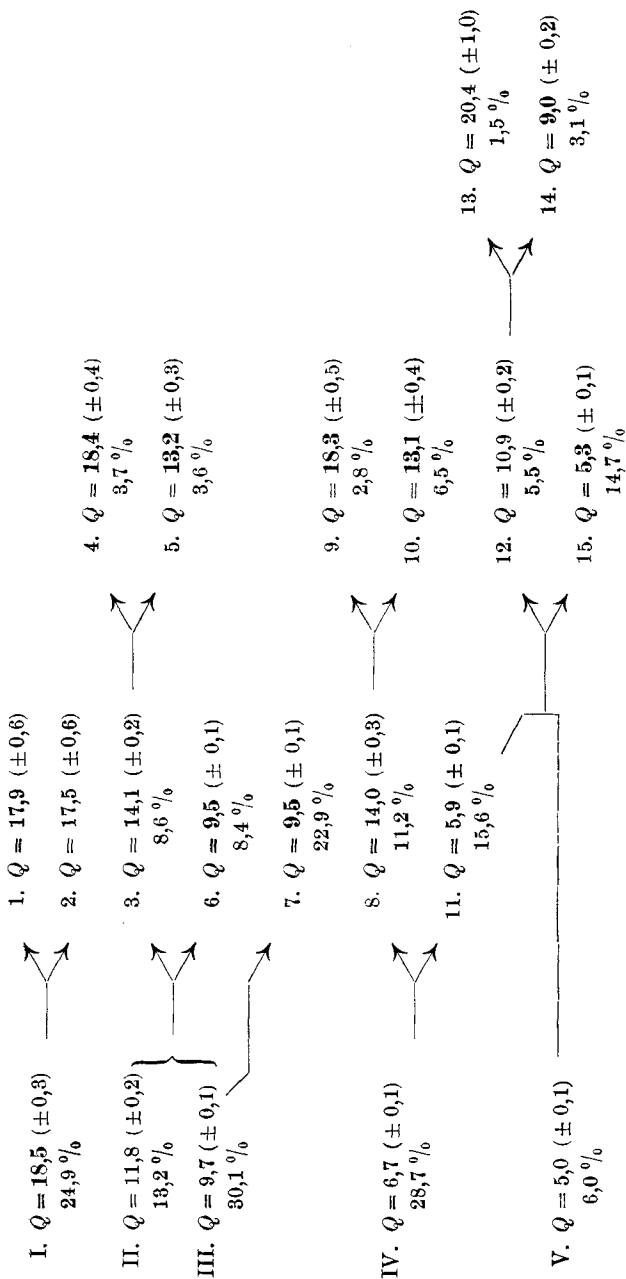 I. Q = 18,5 (±0,3)
24,9 %
II. Q = 11,8 (±0,2)
13,2 %
III. Q = 9,7 (±0,1)
30,1 %
IV. Q = 6,7 (±0,1)
28,7 %
V. Q = 5,0 (±0,1)
6,0 %
1. Q = 17,9 (±0,6)
2. Q = 17,5 (±0,6)
3. Q = 14,1 (±0,2)
8,6 %
6. Q = 9,5 (± 0,1)
8,4 %
7. Q = 9,5 (±0,1)
22,9 %
8. Q = 14,0 (±0,3)
11,2 %
11. Q = 5,9 (± 0,1)
15,6 %
4. Q = 18,4 (±0,4)
3,7 %
5. Q = 13,2 (±0,3)
3,6 %
9. Q = 18,3 (±0,5)
2,8 %
10. Q = 13,1 (±0,4)
6,5 %
12. Q = 10,9 (±0,2)
5,5 %
15. Q = 5,3 (± 0,1)
14,7 %
13. Q = 20,4 (±1,0)
1,5 %
14. Q = 9,0 (± 0,2)
3,1 %